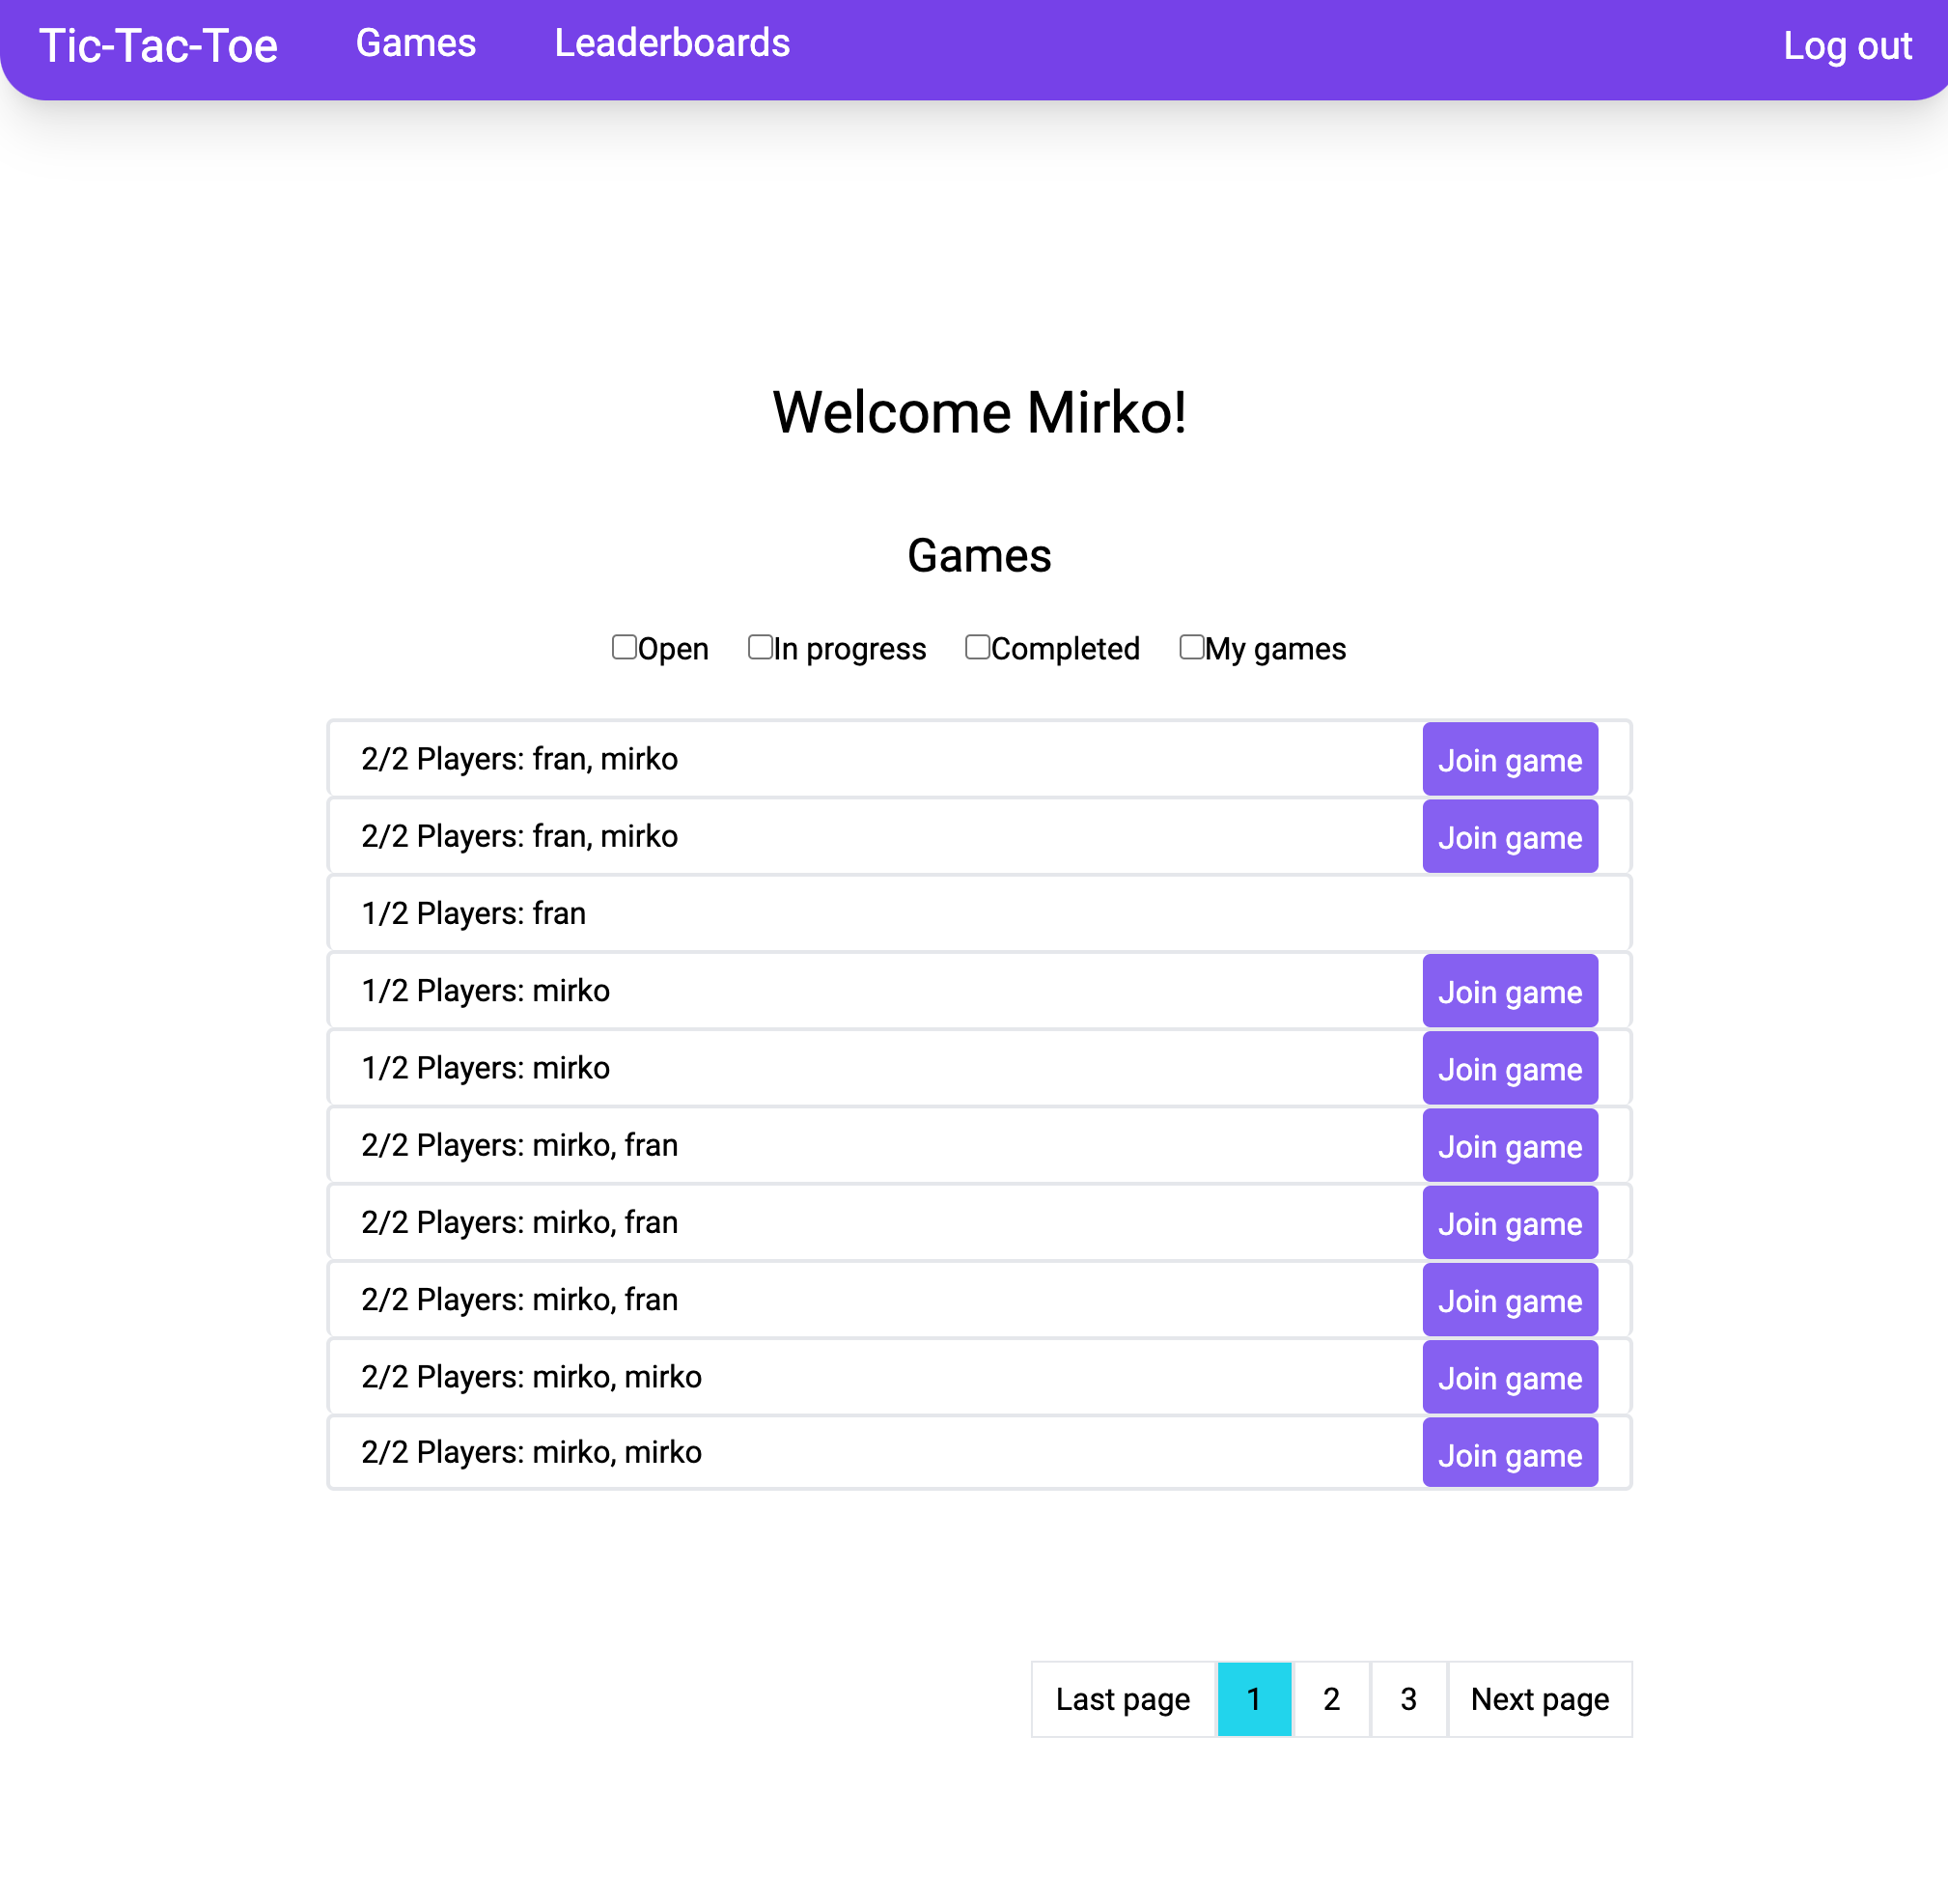 Tic-Tac-Toe Games Leaderboards Log out
Welcome Mirko!
Games
Open In progress Completed My games
2/2 Players: fran, mirko Join game
2/2 Players: fran, mirko Join game
1/2 Players: fran
1/2 Players: mirko Join game
1/2 Players: mirko Join game
2/2 Players: mirko, fran Join game
2/2 Players: mirko, fran Join game
2/2 Players: mirko, fran Join game
2/2 Players: mirko, mirko Join game
2/2 Players: mirko, mirko Join game
Last page 1 2 3 Next page